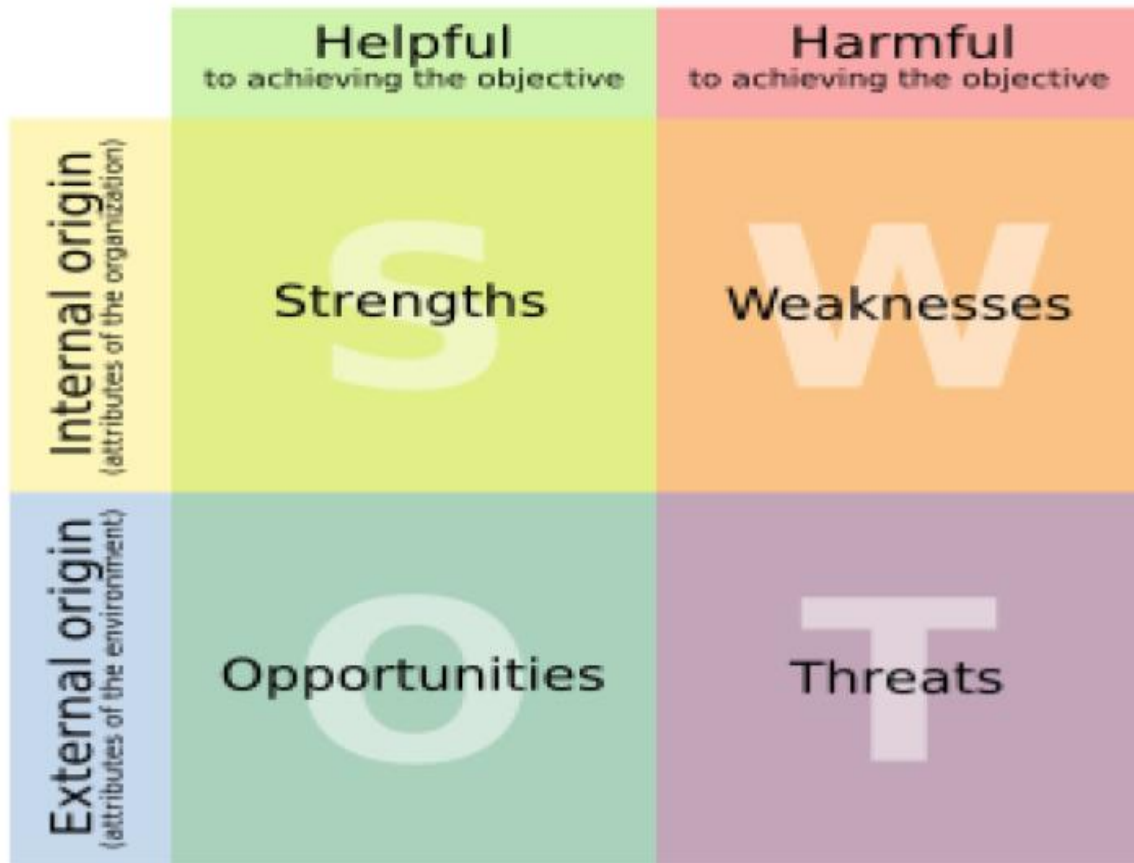 Helpful
to achieving the objective
Harmful
to achieving the objective
Internal origin
(attributes of the organization)
S
Strengths
W
Weaknesses
External origin
(attributes of the environment)
O
Opportunities
T
Threats